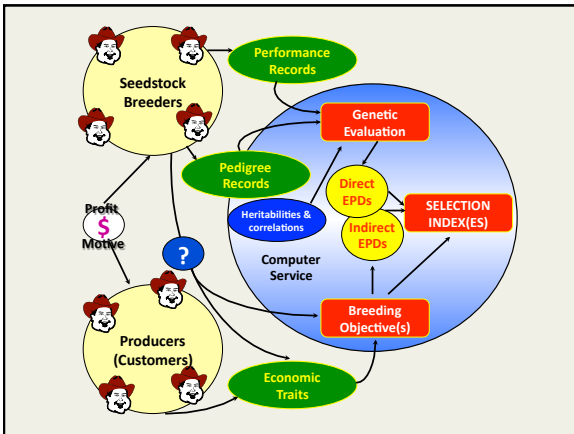 Performance
Records
Seedstock
Breeders
Genetic
Evaluation
Pedigree
Records
Direct
EPDs
SELECTION
INDEX(ES)
Heritabilities &
correlations
Indirect
EPDs
Profit
$
Motive
?
Computer
Service
Breeding
Objective(s)
Producers
(Customers)
Economic
Traits